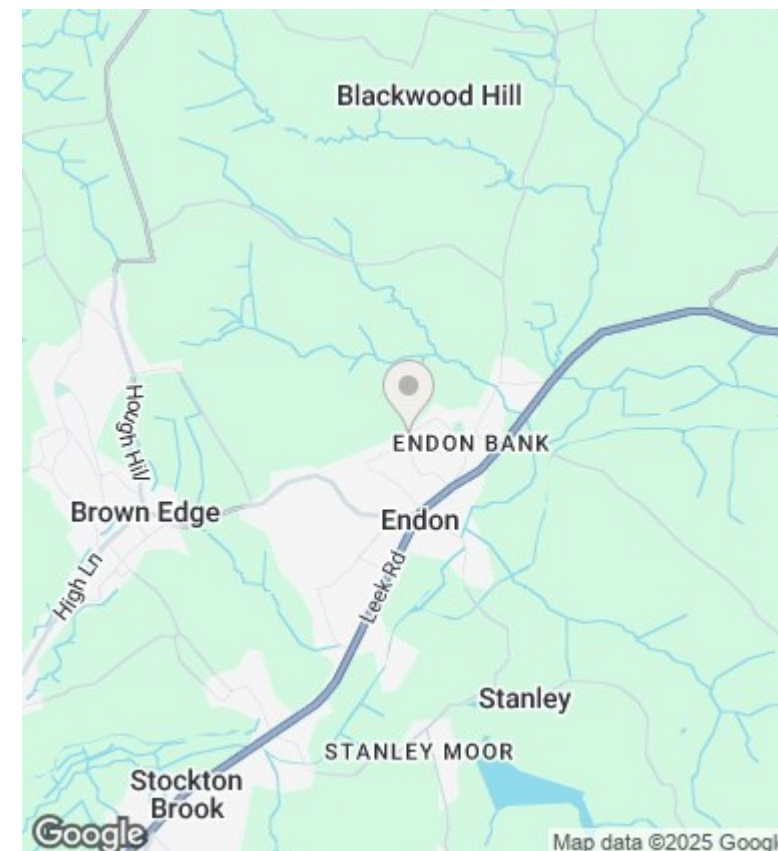 Blackwood Hill
Hough Hill
ENDON BANK
Brown Edge
Endon
High Ln
Leek Rd
Stanley
STANLEY MOOR
Stockton
Brook
Google
Map data ©2025 Google